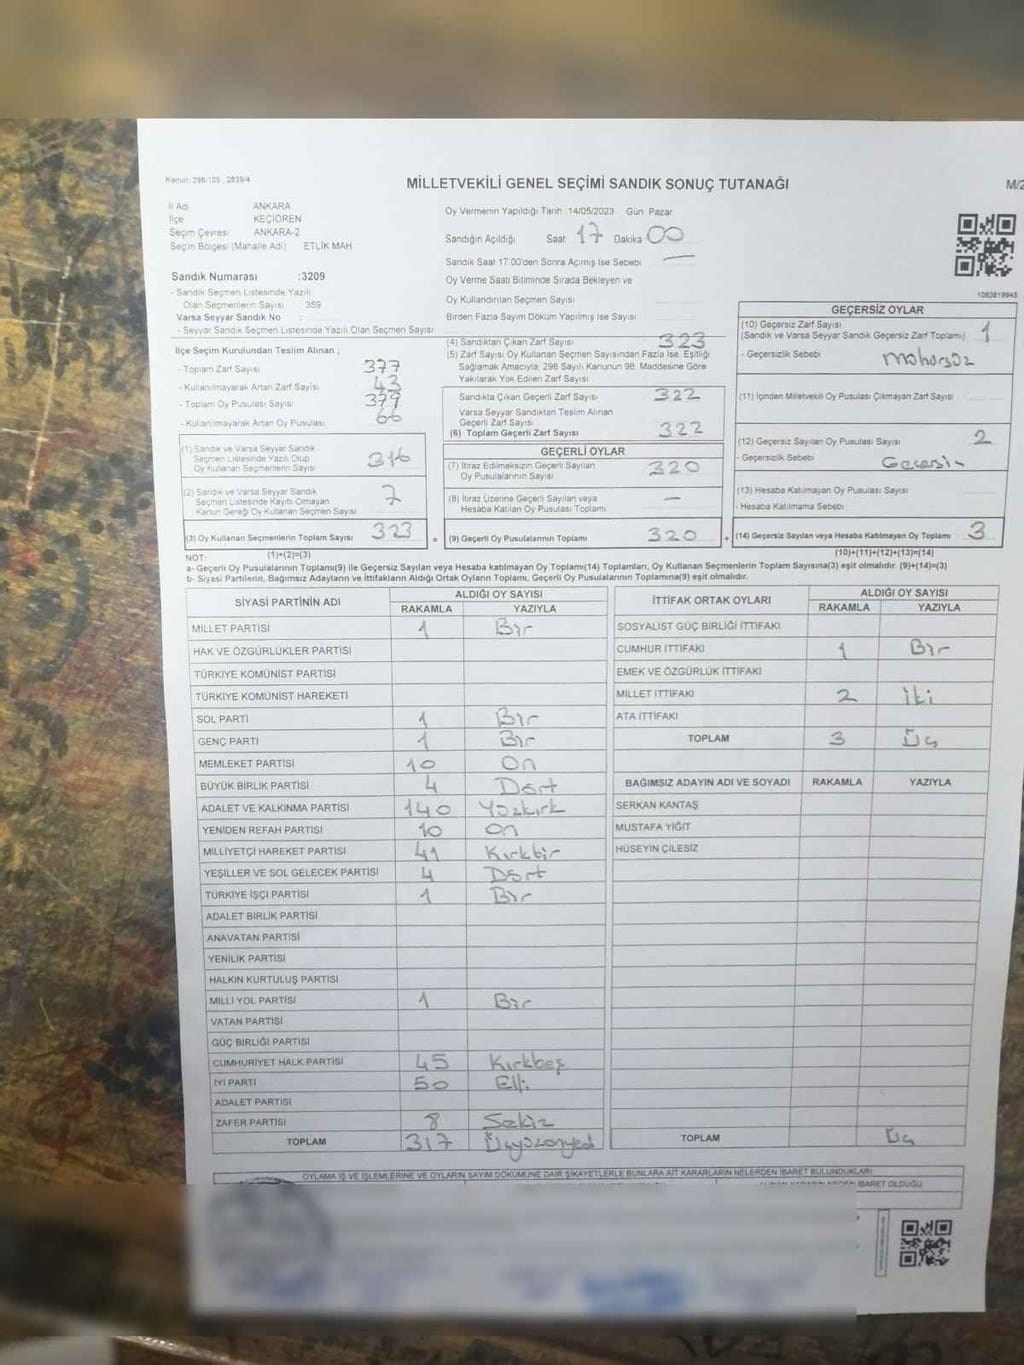 Kanun: 298/105 2839/4
MİLLETVEKİLİ GENEL SEÇİMİ SANDIK SONUÇ TUTANAĞI
M/2
İl Adı ANKARA
İlçe KEÇİÖREN
Seçim Çevresi ANKARA-2
Seçim Bölgesi (Mahalle Adı) ETLİK MAH
Sandık Numarası :3209
- Sandık Seçmen Listesinde Yazılı
Olan Seçmenlerin Sayısı 359
Varsa Seyyar Sandık No :
- Seyyar Sandık Seçmen Listesinde Yazılı Olan Seçmen Sayısı
Oy Vermenin Yapıldığı Tarih 14/05/2023 Gün Pazar
Sandığın Açıldığı Saat 17 Dakika 00
Sandık Saat 17.00'den Sonra Açımış İse Sebebi —
Oy Verme Saati Bitiminde Sırada Bekleyen ve
Oy Kullandırılan Seçmen Sayısı
Birden Fazla Sayım Döküm Yapılmış İse Sayısı
1083819945
İlçe Seçim Kurulundan Teslim Alınan ;
- Toplam Zarf Sayısı 377
- Kullanılmayarak Artan Zarf Sayısı 43
- Toplam Oy Pusulası Sayısı 379
- Kullanılmayarak Artan Oy Pusulası 66
(1) Sandık ve Varsa Seyyar Sandık
Seçmen Listesinde Yazılı Olup
Oy Kullanan Seçmenlerin Sayısı 316
(2) Sandık ve Varsa Seyyar Sandık
Seçmen Listesinde Kayıtlı Olmayan
Kanun Gereği Oy Kullanan Seçmen Sayısı 7
(3) Oy Kullanan Seçmenlerin Toplam Sayısı 323 =
(4) Sandıktan Çıkan Zarf Sayısı 323
(5) Zarf Sayısı Oy Kullanan Seçmen Sayısından Fazla İse, Eşitliği
Sağlamak Amacıyla; 298 Sayılı Kanunun 98. Maddesine Göre
Yakılarak Yok Edilen Zarf Sayısı
Sandıkta Çıkan Geçerli Zarf Sayısı 322
Varsa Seyyar Sandıktan Teslim Alınan
Geçerli Zarf Sayısı
(6) Toplam Geçerli Zarf Sayısı 322
GEÇERLİ OYLAR
(7) İtiraz Edilmeksizin Geçerli Sayılan
Oy Pusulalarının Sayısı 320
(8) İtiraz Üzerine Geçerli Sayılan veya
Hesaba Katılan Oy Pusulası Toplamı —
(9) Geçerli Oy Pusulalarının Toplamı 320 +
GEÇERSİZ OYLAR
(10) Geçersiz Zarf Sayısı
(Sandık ve Varsa Seyyar Sandık Geçersiz Zarf Toplamı) 1
- Geçersizlik Sebebi mühürsüz
(11) İçinden Milletvekili Oy Pusulası Çıkmayan Zarf Sayısı
(12) Geçersiz Sayılan Oy Pusulası Sayısı 2
- Geçersizlik Sebebi
(13) Hesaba Katılmayan Oy Pusulası Sayısı
- Hesaba Katılmama Sebebi
(14) Geçersiz Sayılan veya Hesaba Katılmayan Oy Toplamı 3
NOT: (1)+(2)=(3)
(10)+(11)+(12)+(13)=(14)
a- Geçerli Oy Pusulalarının Toplamı(9) ile Geçersiz Sayılan veya Hesaba katılmayan Oy Toplamı(14) Toplamları, Oy Kullanan Seçmenlerin Toplam Sayısına(3) eşit olmalıdır. (9)+(14)=(3)
b- Siyasi Partilerin, Bağımsız Adayların ve İttifakların Aldığı Ortak Oyların Toplamı, Geçerli Oy Pusulalarının Toplamına(9) eşit olmalıdır.
SİYASİ PARTİNİN ADI
ALDIĞI OY SAYISI
RAKAMLA YAZIYLA
MİLLET PARTİSİ 1 Bir
HAK VE ÖZGÜRLÜKLER PARTİSİ
TÜRKİYE KOMÜNİST PARTİSİ
TÜRKİYE KOMÜNİST HAREKETİ
SOL PARTİ 1 Bir
GENÇ PARTİ 1 Bir
MEMLEKET PARTİSİ 10 On
BÜYÜK BİRLİK PARTİSİ 4 Dört
ADALET VE KALKINMA PARTİSİ 140 Yüzkırk
YENİDEN REFAH PARTİSİ 10 On
MİLLİYETÇİ HAREKET PARTİSİ 41 Kırkbir
YEŞİLLER VE SOL GELECEK PARTİSİ 4 Dört
TÜRKİYE İŞÇİ PARTİSİ 1 Bir
ADALET BİRLİK PARTİSİ
ANAVATAN PARTİSİ
YENİLİK PARTİSİ
HALKIN KURTULUŞ PARTİSİ
MİLLİ YOL PARTİSİ 1 Bir
VATAN PARTİSİ
GÜÇ BİRLİĞİ PARTİSİ
CUMHURİYET HALK PARTİSİ 45 Kırkbeş
İYİ PARTİ 50 Elli
ADALET PARTİSİ
ZAFER PARTİSİ 8 Sekiz
TOPLAM 317 Üçyüzonyedi
İTTİFAK ORTAK OYLARI
ALDIĞI OY SAYISI
RAKAMLA YAZIYLA
SOSYALİST GÜÇ BİRLİĞİ İTTİFAKI
CUMHUR İTTİFAKI 1 Bir
EMEK VE ÖZGÜRLÜK İTTİFAKI
MİLLET İTTİFAKI 2 İki
ATA İTTİFAKI
TOPLAM 3 Üç
BAĞIMSIZ ADAYIN ADI VE SOYADI RAKAMLA YAZIYLA
SERKAN KANTAŞ
MUSTAFA YİĞİT
HÜSEYİN ÇİLESİZ
TOPLAM Üç
OYLAMA İŞ VE İŞLEMLERİNE VE OYLARIN SAYIM DÖKÜMÜNE DAİR ŞİKAYETLERLE BUNLARA AİT KARARLARIN NELERDEN İBARET BULUNDUKLARI
İBARET OLDUĞU